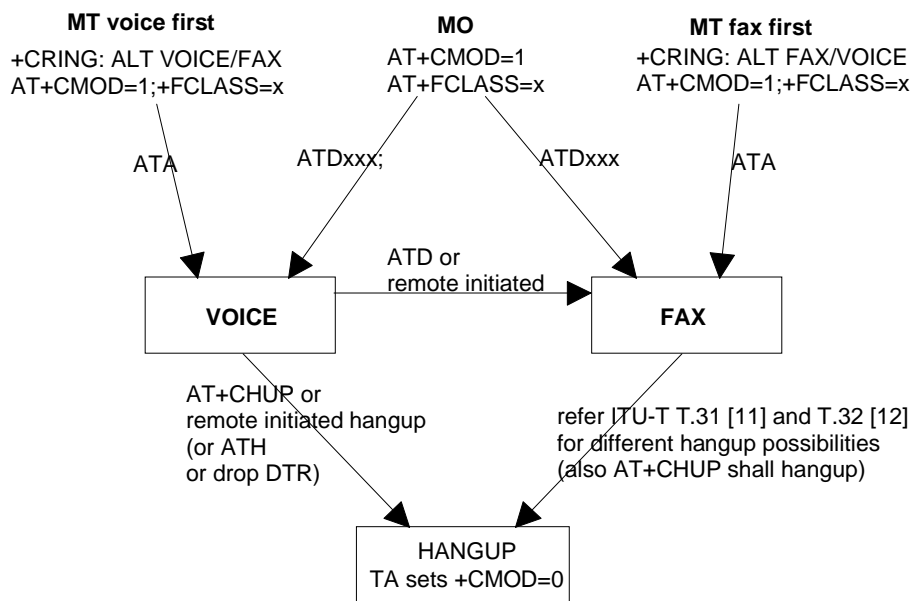 MT voice first
+CRING: ALT VOICE/FAX
AT+CMOD=1;+FCLASS=x
MO
AT+CMOD=1
AT+FCLASS=x
MT fax first
+CRING: ALT FAX/VOICE
AT+CMOD=1;+FCLASS=x
ATA
ATDxxx;
ATDxxx
ATA
ATD or
remote initiated
VOICE
FAX
AT+CHUP or
remote initiated hangup
(or ATH
or drop DTR)
refer ITU-T T.31 [11] and T.32 [12]
for different hangup possibilities
(also AT+CHUP shall hangup)
HANGUP
TA sets +CMOD=0